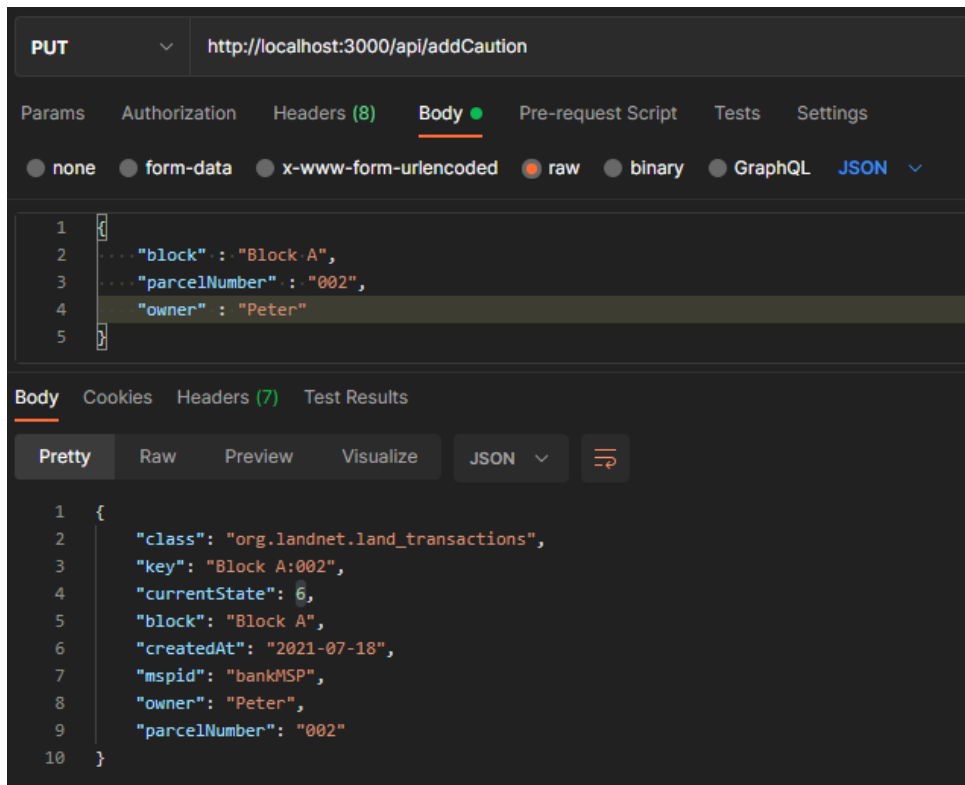 PUT http://localhost:3000/api/addCaution
Params Authorization Headers (8) Body Pre-request Script Tests Settings
none form-data x-www-form-urlencoded raw binary GraphQL JSON
1 {
2 "block" : "Block A",
3 "parcelNumber" : "002",
4 "owner" : "Peter"
5 }
Body Cookies Headers (7) Test Results
Pretty Raw Preview Visualize JSON
1 {
2 "class": "org.landnet.land_transactions",
3 "key": "Block A:002",
4 "currentState": 6,
5 "block": "Block A",
6 "createdAt": "2021-07-18",
7 "mspid": "bankMSP",
8 "owner": "Peter",
9 "parcelNumber": "002"
10 }